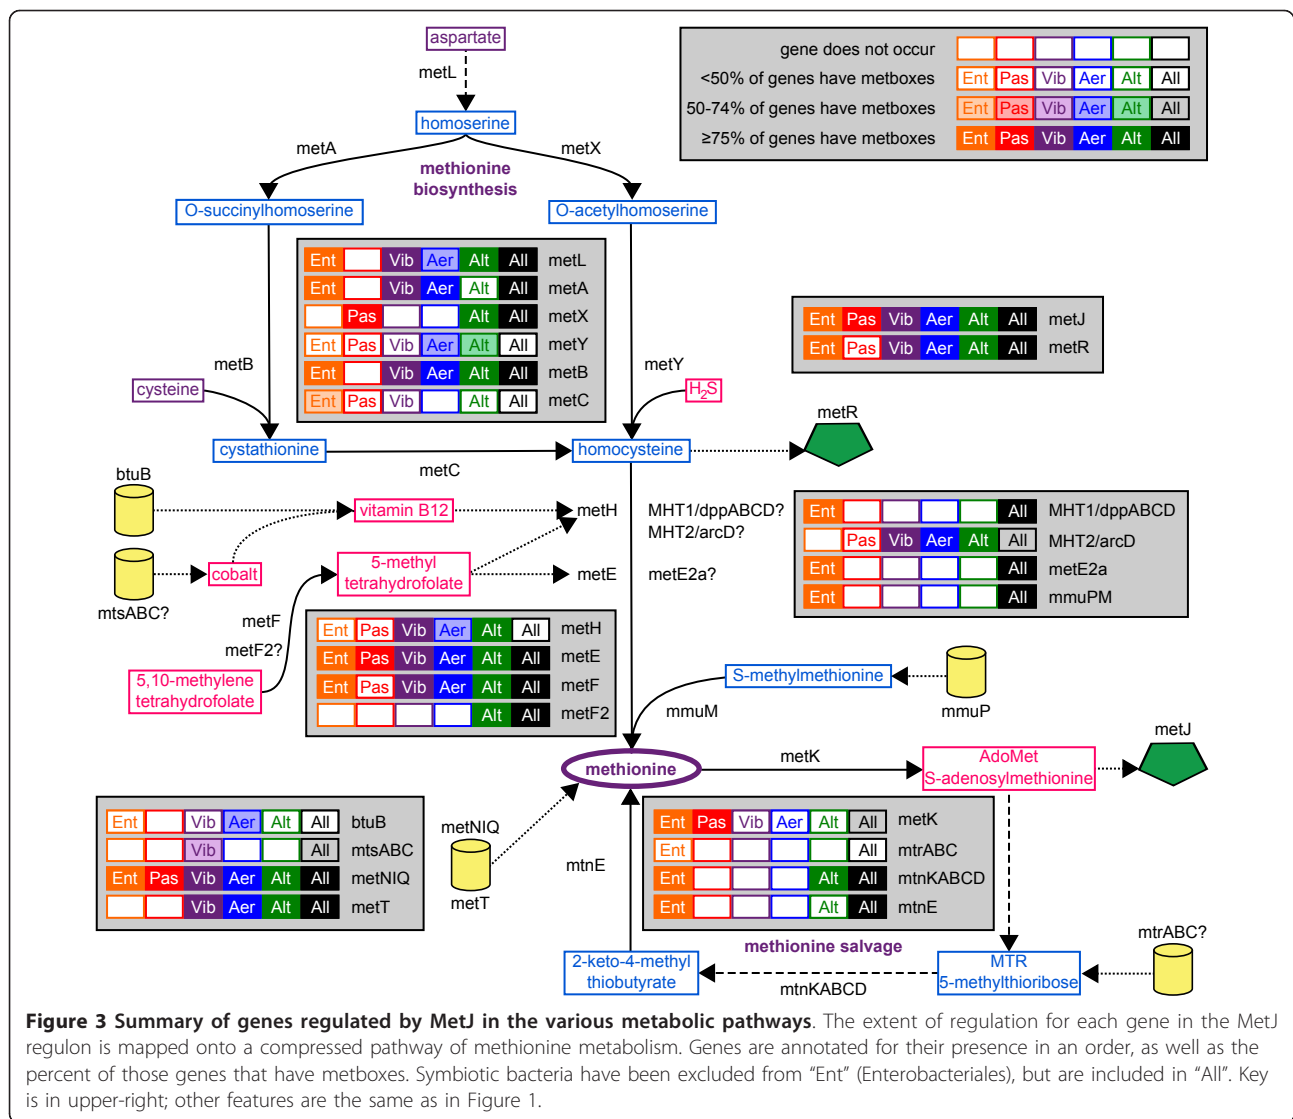 aspartate
metL
homoserine
metA
metX
methionine
biosynthesis
O-succinylhomoserine
O-acetylhomoserine
gene does not occur
<50% of genes have metboxes Ent Pas Vib Aer Alt All
50-74% of genes have metboxes Ent Pas Vib Aer Alt All
≥75% of genes have metboxes Ent Pas Vib Aer Alt All
Ent Vib Aer Alt All metL
Ent Vib Aer Alt All metA
Pas Alt All metX
Ent Pas Vib Aer Alt All metY
Ent Vib Aer Alt All metB
Ent Pas Vib Alt All metC
Ent Pas Vib Aer Alt All metJ
Ent Pas Vib Aer Alt All metR
metB
cysteine
metY
H2S
metR
cystathionine
homocysteine
metC
btuB
vitamin B12
metH
MHT1/dppABCD?
MHT2/arcD?
cobalt
mtsABC?
5-methyl
tetrahydrofolate
metE
metE2a?
Ent All MHT1/dppABCD
Pas Vib Aer Alt All MHT2/arcD
Ent All metE2a
Ent All mmuPM
metF
metF2?
5,10-methylene
tetrahydrofolate
Ent Pas Vib Aer Alt All metH
Ent Pas Vib Aer Alt All metE
Ent Pas Vib Aer Alt All metF
Alt All metF2
S-methylmethionine
mmuM
mmuP
methionine
metK
AdoMet
S-adenosylmethionine
metJ
Ent Vib Aer Alt All btuB
Vib All mtsABC
Ent Pas Vib Aer Alt All metNIQ
Vib Aer Alt All metT
metNIQ
metT
mtnE
Ent Pas Vib Aer Alt All metK
Ent All mtrABC
Ent Alt All mtnKABCD
Ent Alt All mtnE
methionine salvage
2-keto-4-methyl
thiobutyrate
mtnKABCD
MTR
5-methylthioribose
mtrABC?
Figure 3 Summary of genes regulated by MetJ in the various metabolic pathways. The extent of regulation for each gene in the MetJ
regulon is mapped onto a compressed pathway of methionine metabolism. Genes are annotated for their presence in an order, as well as the
percent of those genes that have metboxes. Symbiotic bacteria have been excluded from “Ent” (Enterobacteriales), but are included in “All”. Key
is in upper-right; other features are the same as in Figure 1.